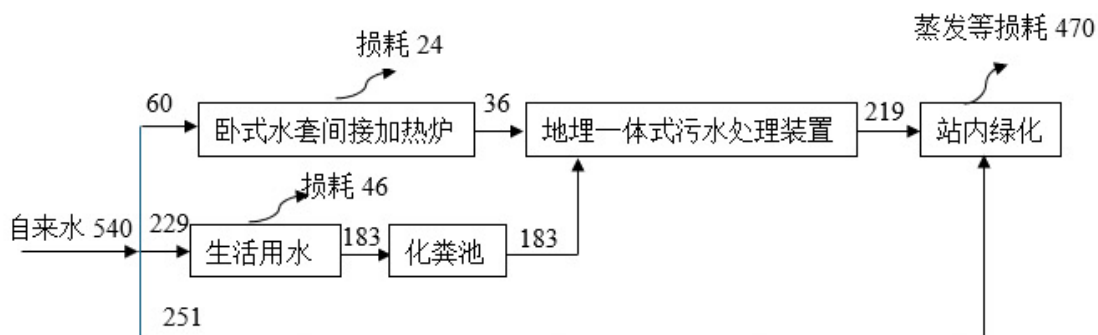 蒸发等损耗 470
损耗 24
60
卧式水套间接加热炉
36
地埋一体式污水处理装置
219
站内绿化
损耗 46
自来水 540
229
生活用水
183
化粪池
183
251